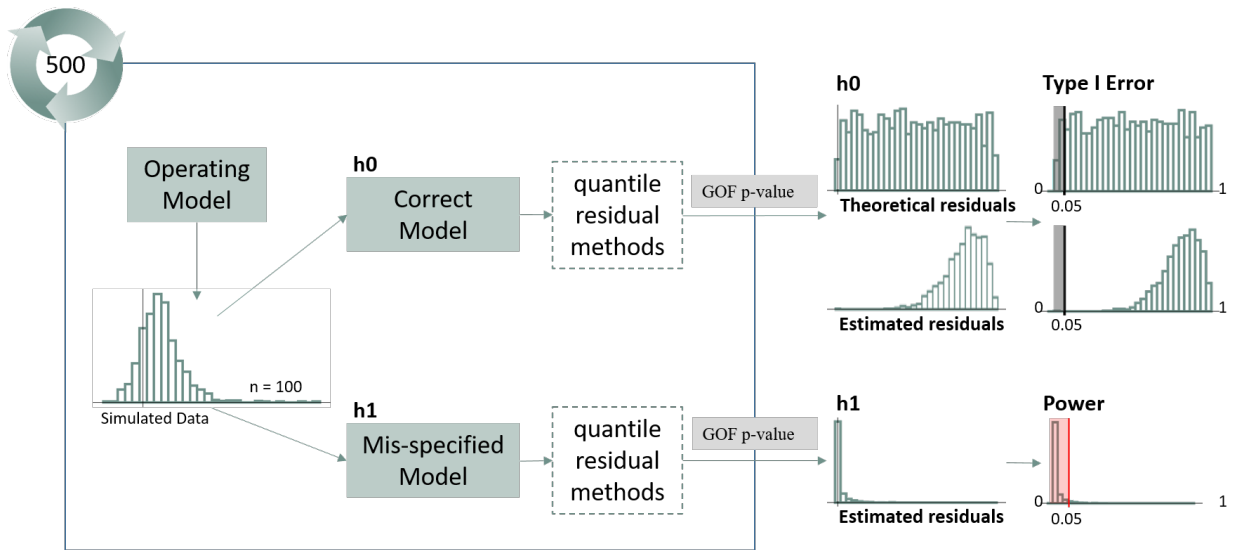 500
Operating
Model
n = 100
Simulated Data
h0
Correct
Model
quantile
residual
methods
GOF p-value
h0
Theoretical residuals
Estimated residuals
Type I Error
0
1
0.05
0
1
0.05
h1
Mis-specified
Model
quantile
residual
methods
GOF p-value
h1
Estimated residuals
Power
0
1
0.05